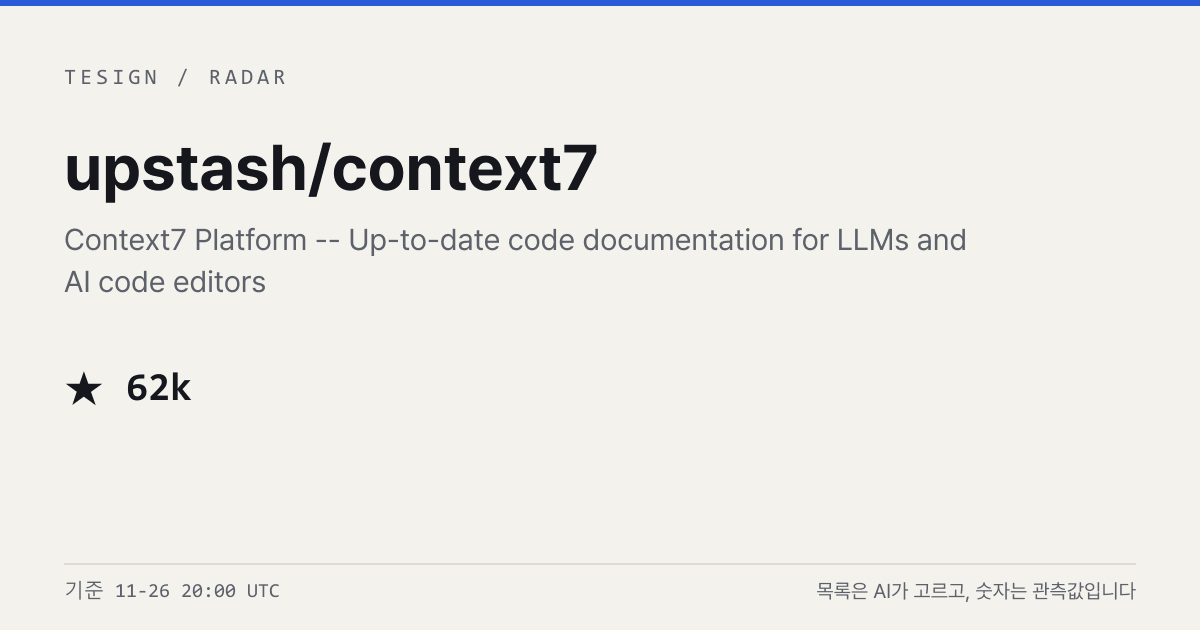 TESIGN / RADAR
upstash/context7
Context7 Platform -- Up-to-date code documentation for LLMs and
AI code editors
★ 62k
기준 11-26 20:00 UTC
목록은 AI가 고르고, 숫자는 관측값입니다